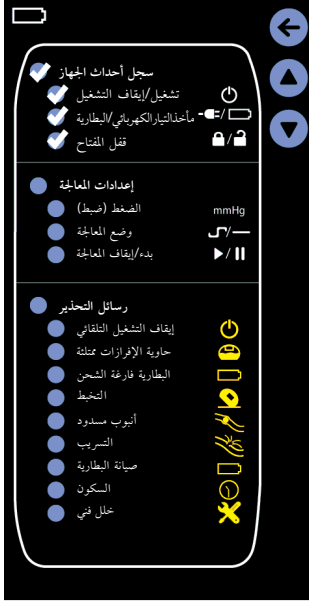 سجل أحداث الجهاز
تشغيل/إيقاف التشغيل
مأخذالتيارالكهربائي/البطارية
قفل المفتاح
إعدادات المعالجة
الضغط (ضبط) mmHg
وضع المعالجة
بدء/إيقاف المعالجة
رسائل التحذير
إيقاف التشغيل التلقائي
حاوية الإفرازات ممتلئة
البطارية فارغة الشحن
التخبط
أنبوب مسدود
التسريب
صيانة البطارية
السكون
خلل فني